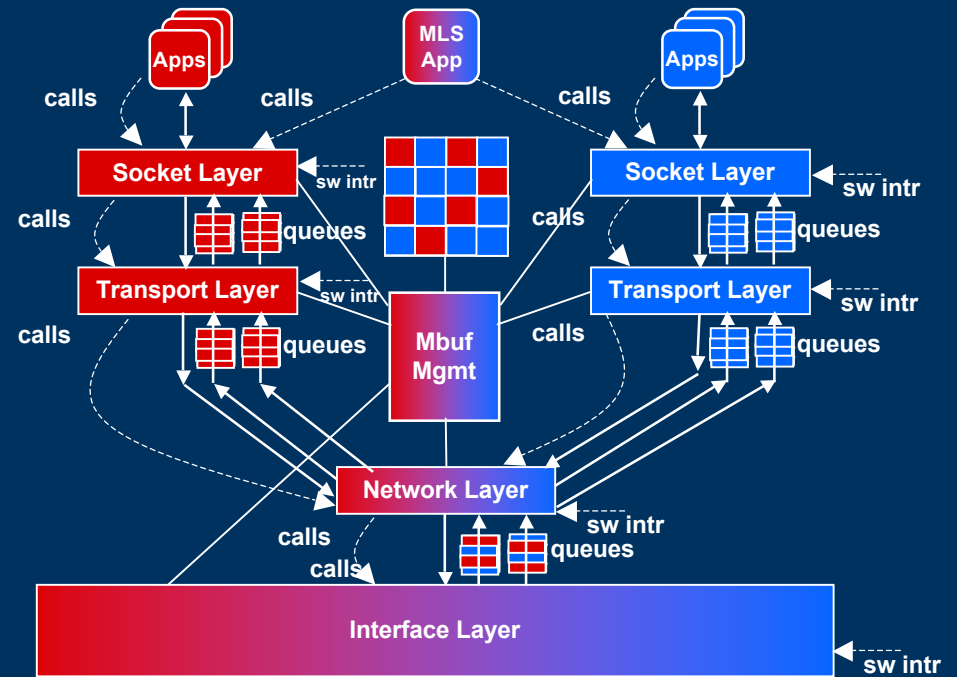 MLS
App
Apps
Apps
calls
calls
calls
Socket Layer
sw intr
Socket Layer
sw intr
calls
queues
calls
queues
Transport Layer
sw intr
Transport Layer
sw intr
calls
queues
Mbuf
Mgmt
calls
queues
Network Layer
sw intr
calls
queues
calls
Interface Layer
sw intr